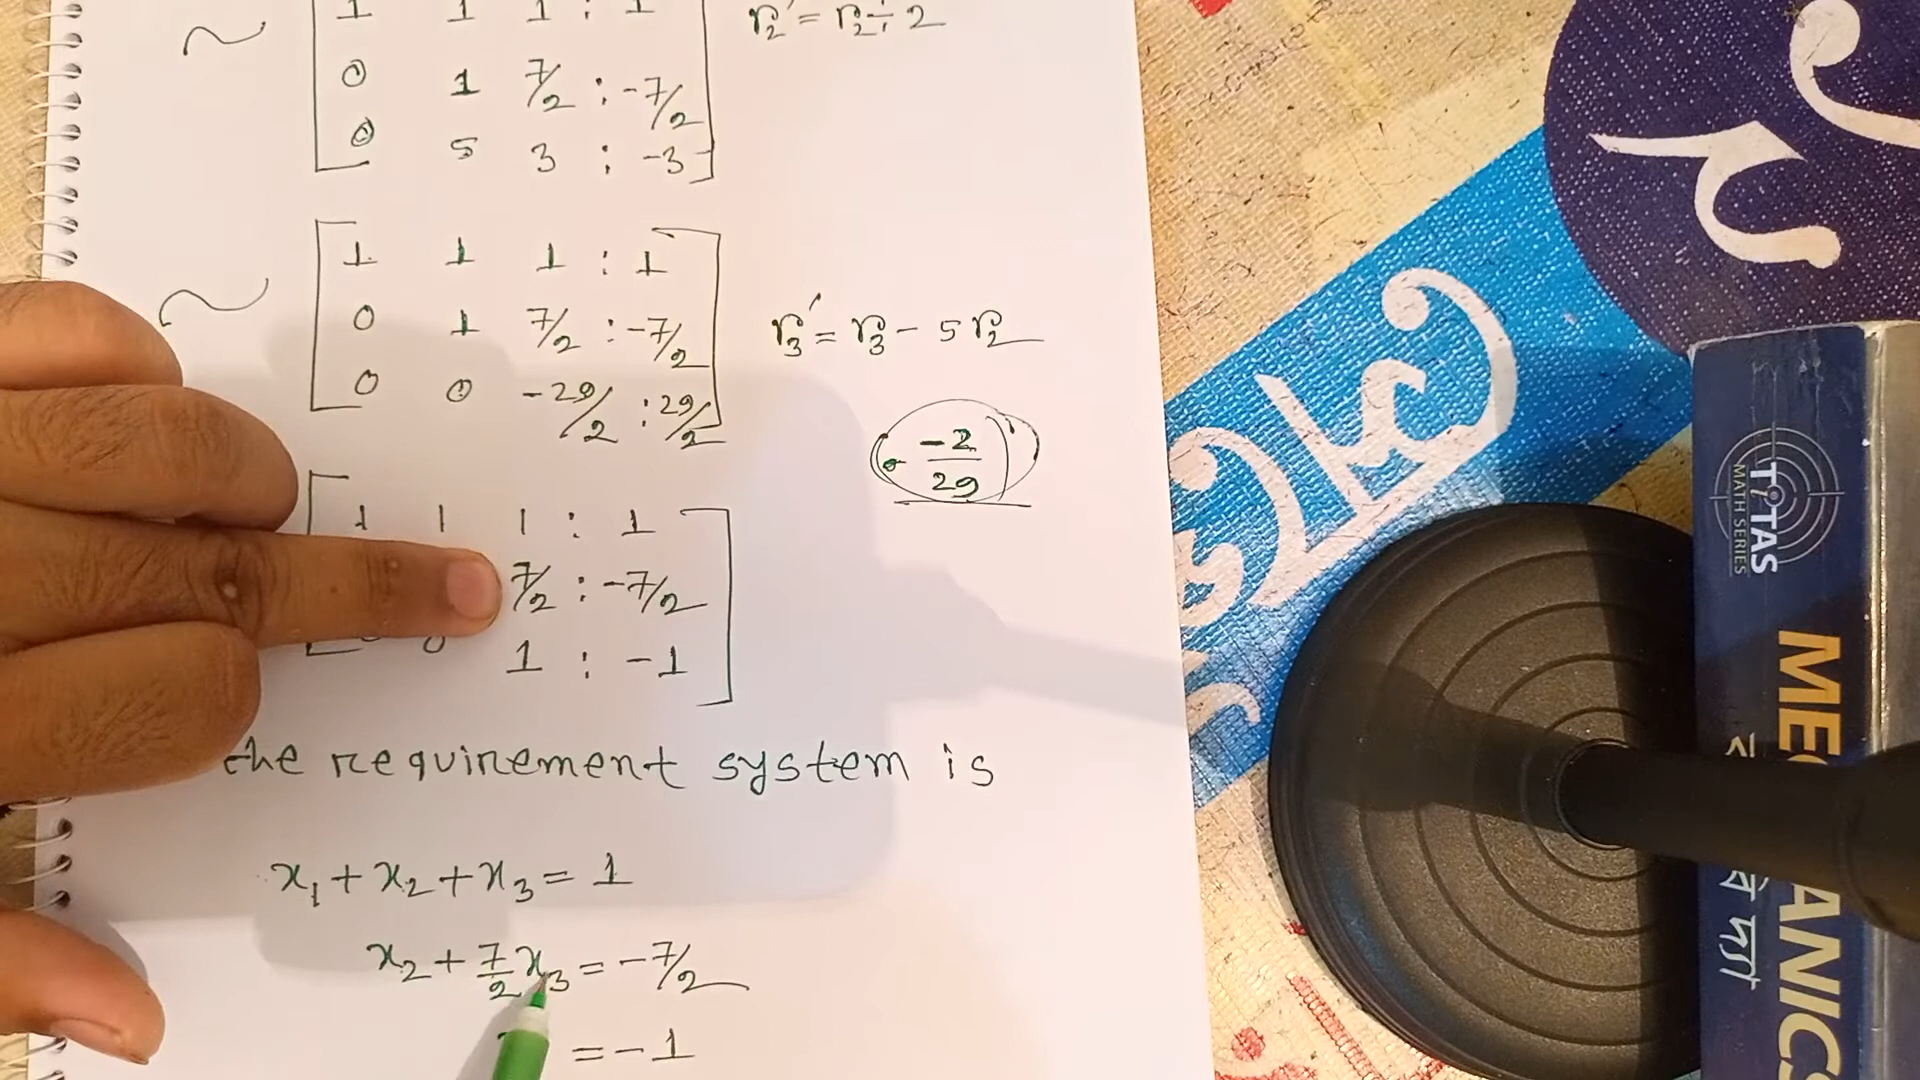 1 1 1 : 1 r₂′ = r₂ ÷ 2
0 1 7/2 : -7/2
0 5 3 : -3
~ 1 1 1 : 1
0 1 7/2 : -7/2 r₃′ = r₃ - 5r₂
0 0 -29/2 : 29/2
-2/29
1 1 1 : 1
7/2 : -7/2
0 1 : -1
the requirement system is
x₁ + x₂ + x₃ = 1
x₂ + 7/2 x₃ = -7/2
= -1
TITAS
MATH SERIES